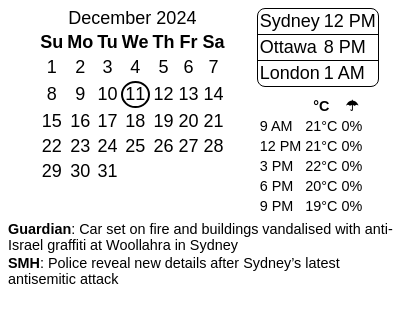 December 2024
Su Mo Tu We Th Fr Sa
1 2 3 4 5 6 7
8 9 10 11 12 13 14
15 16 17 18 19 20 21
22 23 24 25 26 27 28
29 30 31
Sydney 12 PM
Ottawa 8 PM
London 1 AM
°C ☂
9 AM 21°C 0%
12 PM 21°C 0%
3 PM 22°C 0%
6 PM 20°C 0%
9 PM 19°C 0%
Guardian: Car set on fire and buildings vandalised with anti-
Israel graffiti at Woollahra in Sydney
SMH: Police reveal new details after Sydney’s latest
antisemitic attack